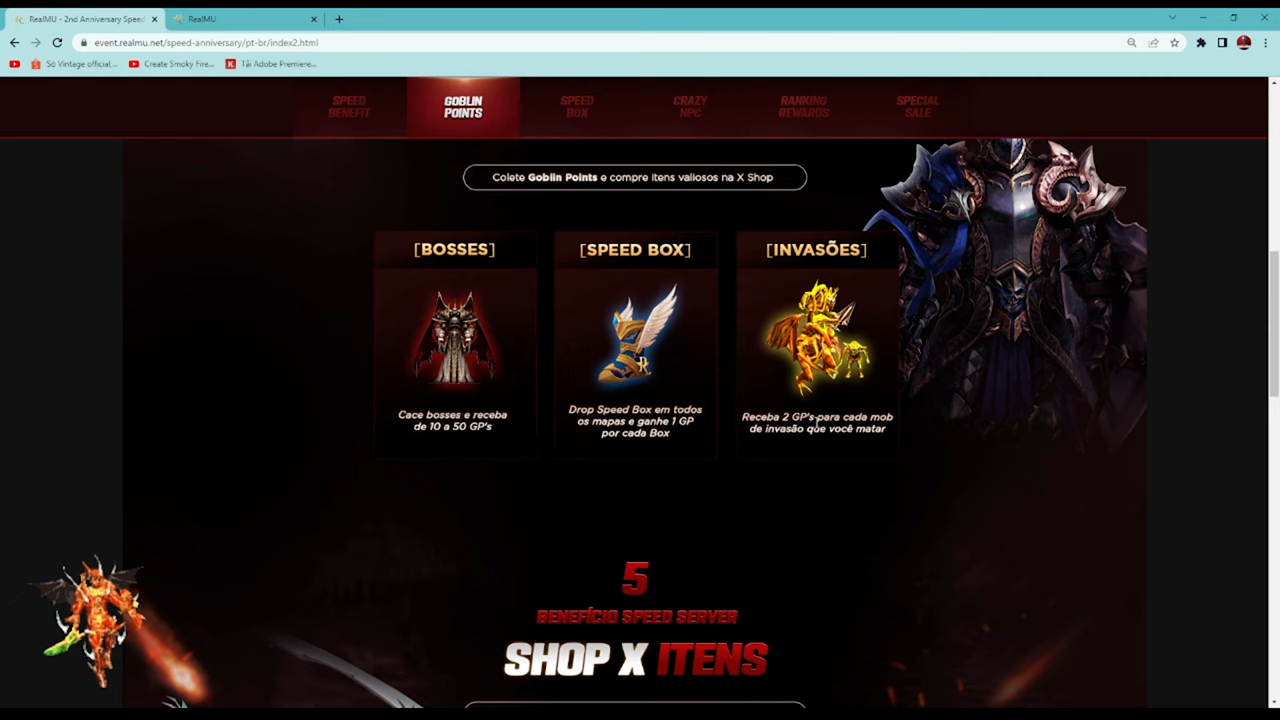 RealMU - 2nd Anniversary Speed
RealMU
event.realmu.net/speed-anniversary/pt-br/index2.html
Só Vintage official,...
Create Smoky Fire...
Tải Adobe Premiere...
SPEED
BENEFIT
GOBLIN
POINTS
SPEED
BOX
CRAZY
NPC
RANKING
REWARDS
SPECIAL
SALE
Colete Goblin Points e compre itens valiosos na X Shop
[BOSSES]
Cace bosses e receba
de 10 a 50 GP's
[SPEED BOX]
Drop Speed Box em todos
os mapas e ganhe 1 GP
por cada Box
[INVASÕES]
Receba 2 GP's para cada mob
de invasão que você matar
5
BENEFÍCIO SPEED SERVER
SHOP X ITENS